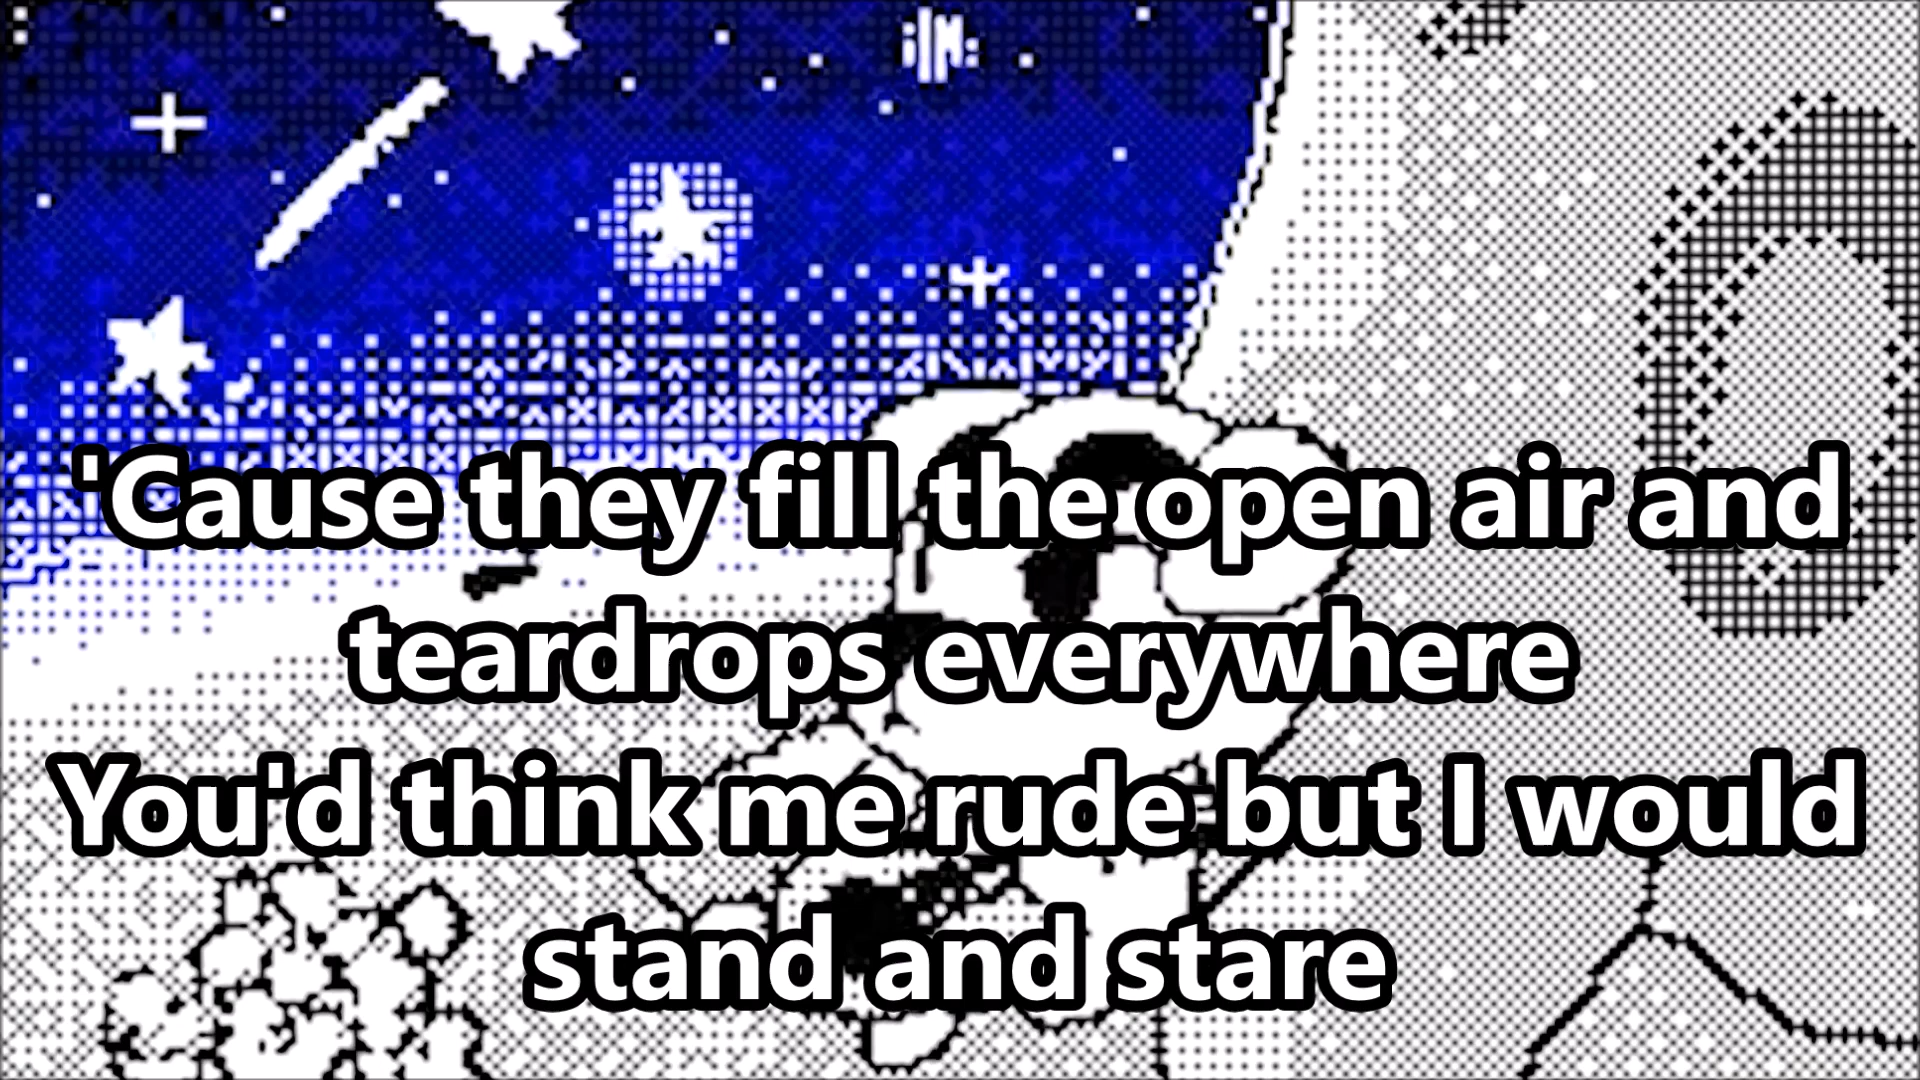 'Cause they fill the open air and
teardrops everywhere
You'd think me rude but I would
stand and stare